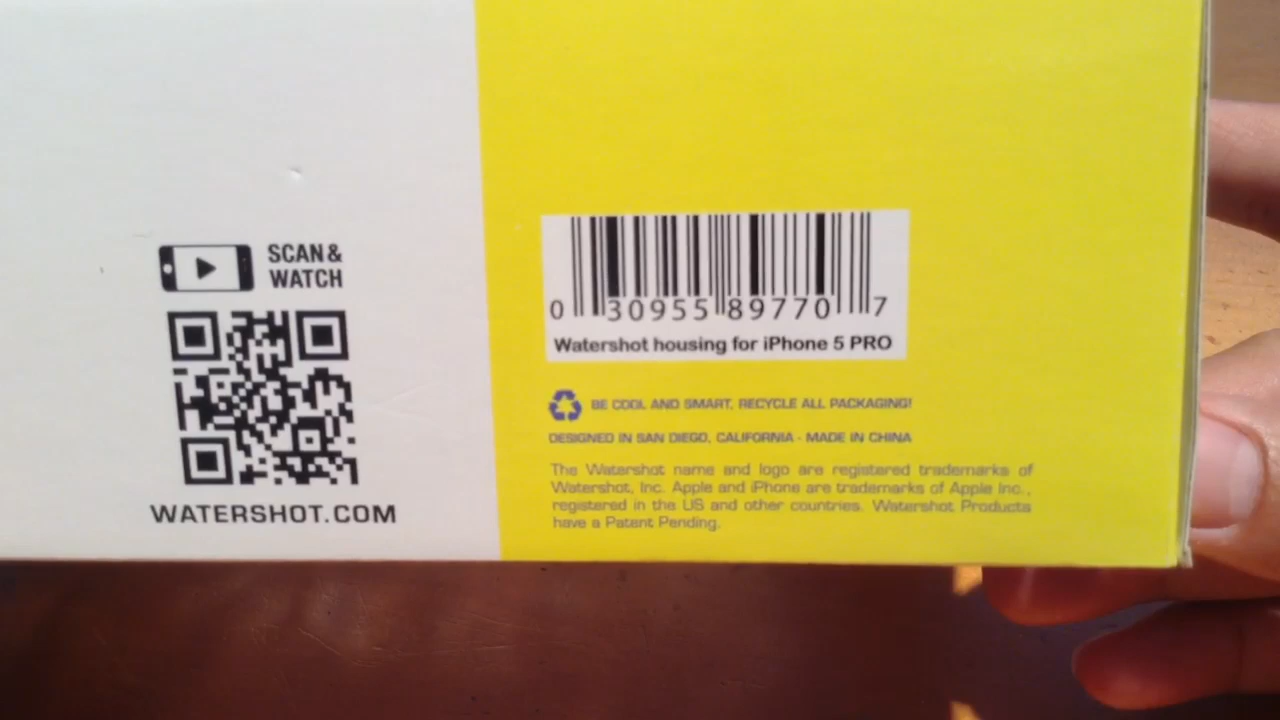 SCAN &
WATCH
WATERSHOT.COM
0 30955 89770 7
Watershot housing for iPhone 5 PRO
BE COOL AND SMART, RECYCLE ALL PACKAGING!
DESIGNED IN SAN DIEGO, CALIFORNIA - MADE IN CHINA
The Watershot name and logo are registered trademarks of
Watershot, Inc. Apple and iPhone are trademarks of Apple Inc.,
registered in the US and other countries. Watershot Products
have a Patent Pending.